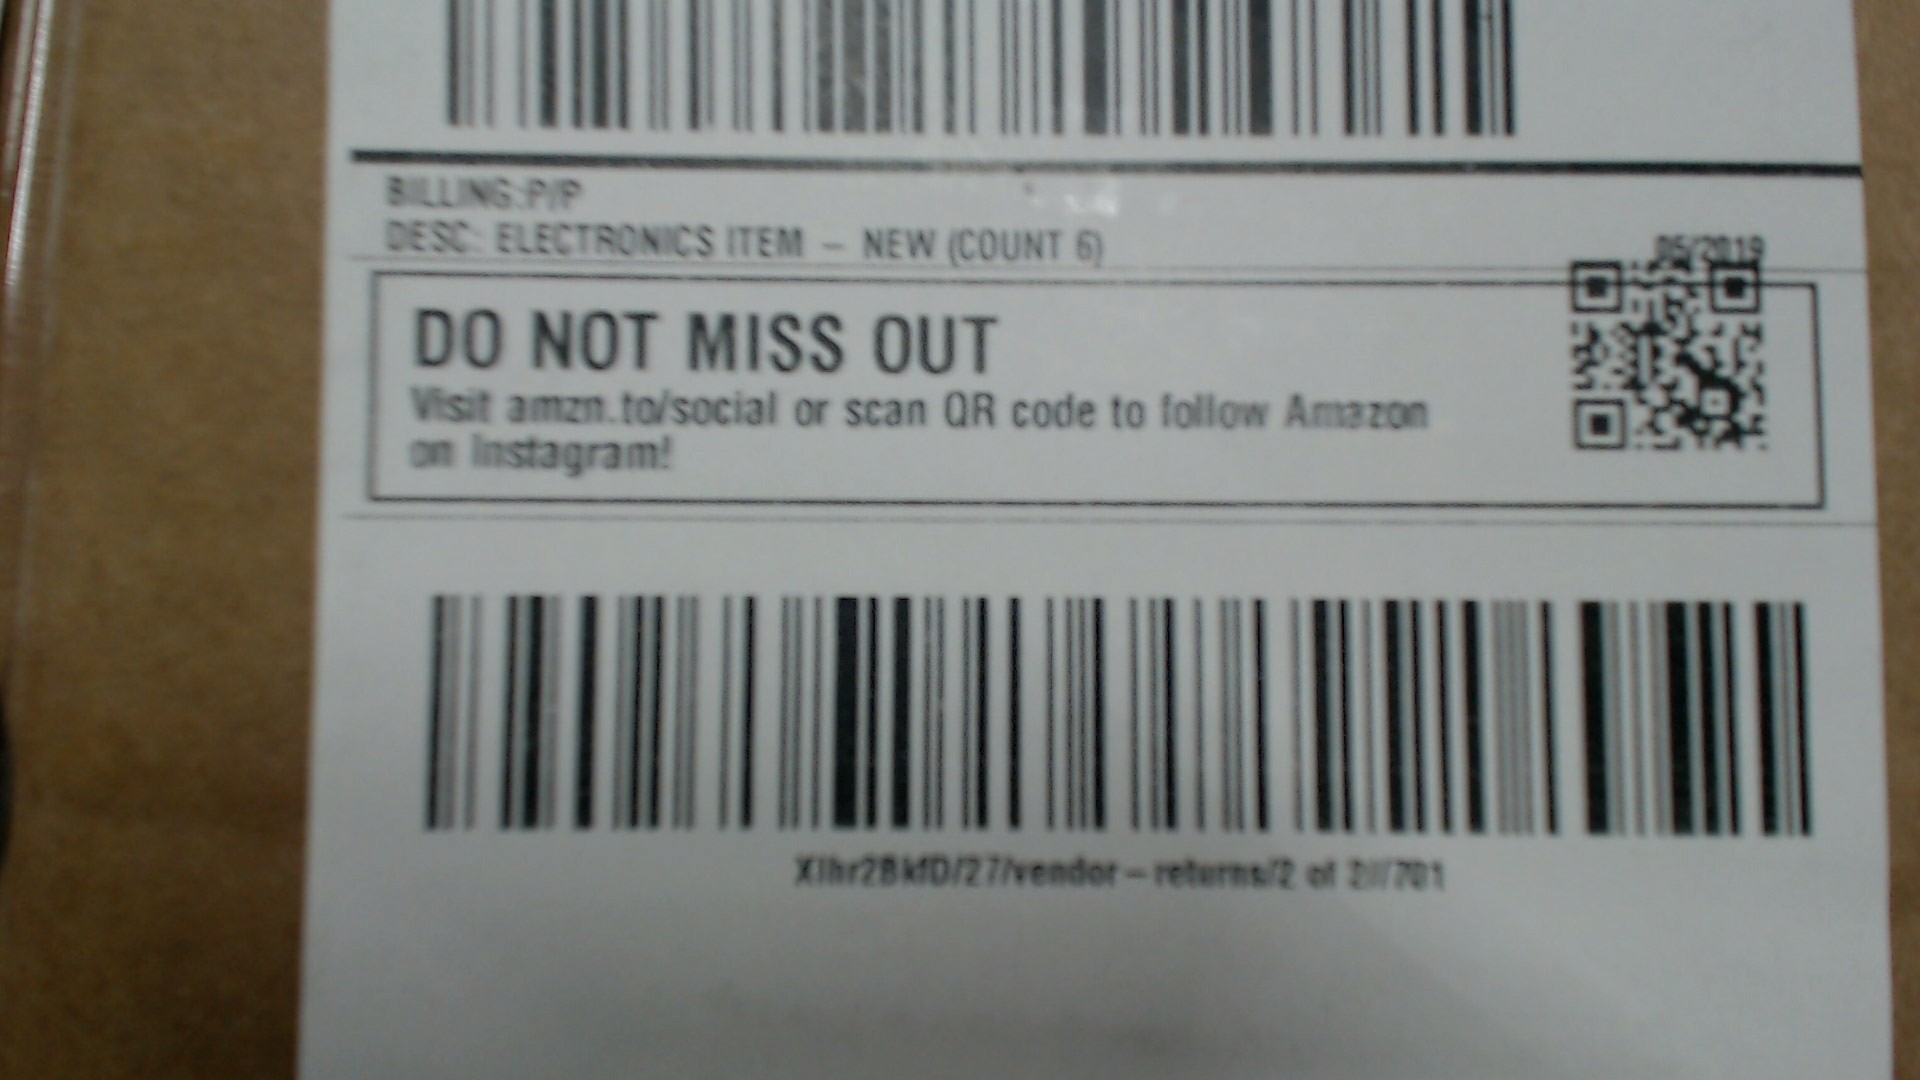 BILLING:P/P
DESC: ELECTRONICS ITEM – NEW (COUNT 6)
05/2019
DO NOT MISS OUT
Visit amzn.to/social or scan QR code to follow Amazon
on Instagram!
XIhr2BkfD/27/vendor–returns/2 of 2//701